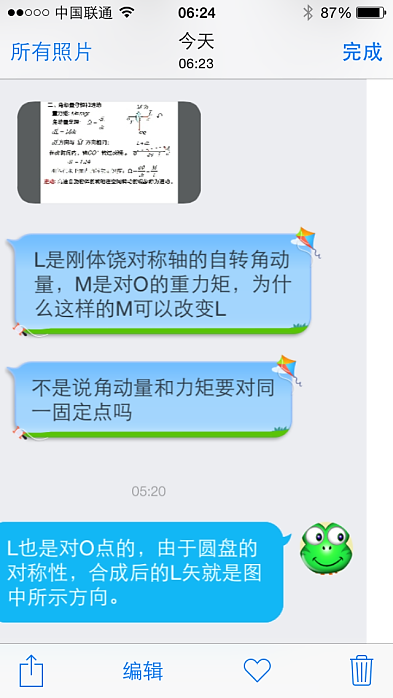 中国联通
06:24
87%
所有照片
今天
06:23
完成
L是刚体饶对称轴的自转角动
量，M是对O的重力矩，为什
么这样的M可以改变L
不是说角动量和力矩要对同
一固定点吗
05:20
L也是对O点的，由于圆盘的
对称性，合成后的L矢就是图
中所示方向。
编辑